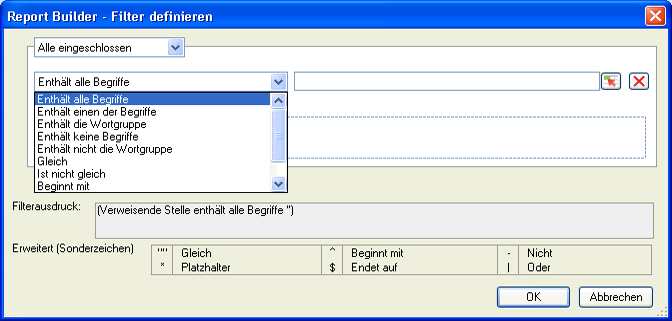 Report Builder - Filter definieren
Alle eingeschlossen
Enthält alle Begriffe
Enthält alle Begriffe
Enthält einen der Begriffe
Enthält die Wortgruppe
Enthält keine Begriffe
Enthält nicht die Wortgruppe
Gleich
Ist nicht gleich
Beginnt mit
Filterausdruck: (Verweisende Stelle enthält alle Begriffe '')
Erweitert (Sonderzeichen) "" Gleich ^ Beginnt mit - Nicht
* Platzhalter $ Endet auf | Oder
OK Abbrechen